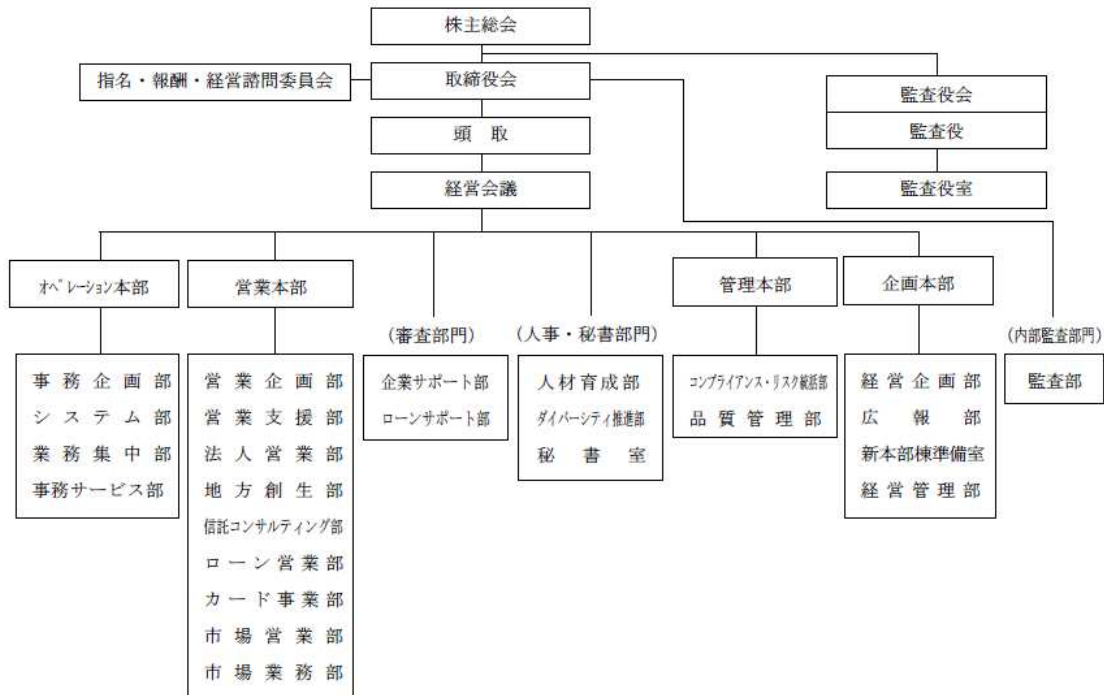 株主総会
指名・報酬・経営諮問委員会
取締役会
監査役会
監査役
頭取
経営会議
監査役室
オペレーション本部
営業本部
管理本部
企画本部
(審査部門)
(人事・秘書部門)
(内部監査部門)
事務企画部
システム部
業務集中部
事務サービス部
営業企画部
営業支援部
法人営業部
地方創生部
信託コンサルティング部
ローン営業部
カード事業部
市場営業部
市場業務部
企業サポート部
ローンサポート部
人材育成部
ダイバーシティ推進部
秘書室
コンプライアンス・リスク統括部
品質管理部
経営企画部
広報部
新本部棟準備室
経営管理部
監査部